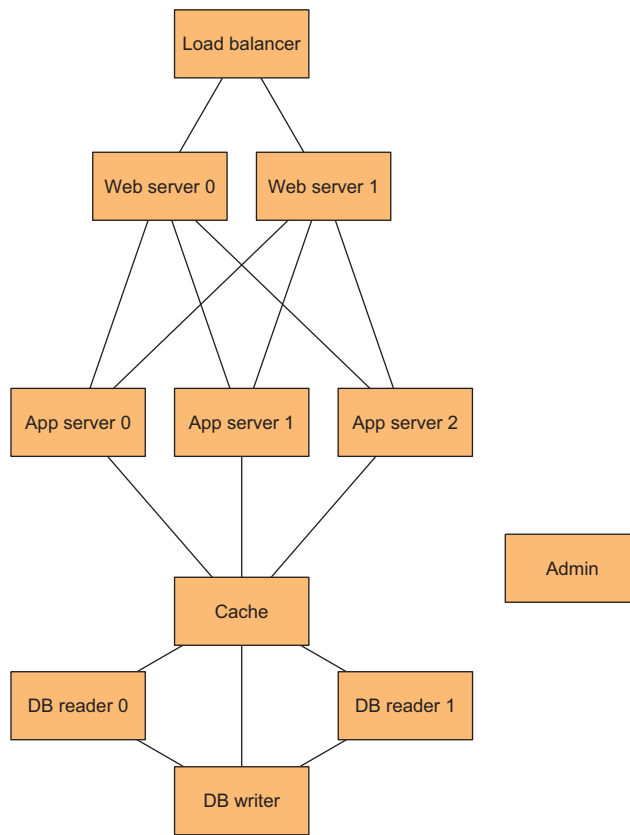 Load balancer
Web server 0
Web server 1
App server 0
App server 1
App server 2
Admin
Cache
DB reader 0
DB reader 1
DB writer